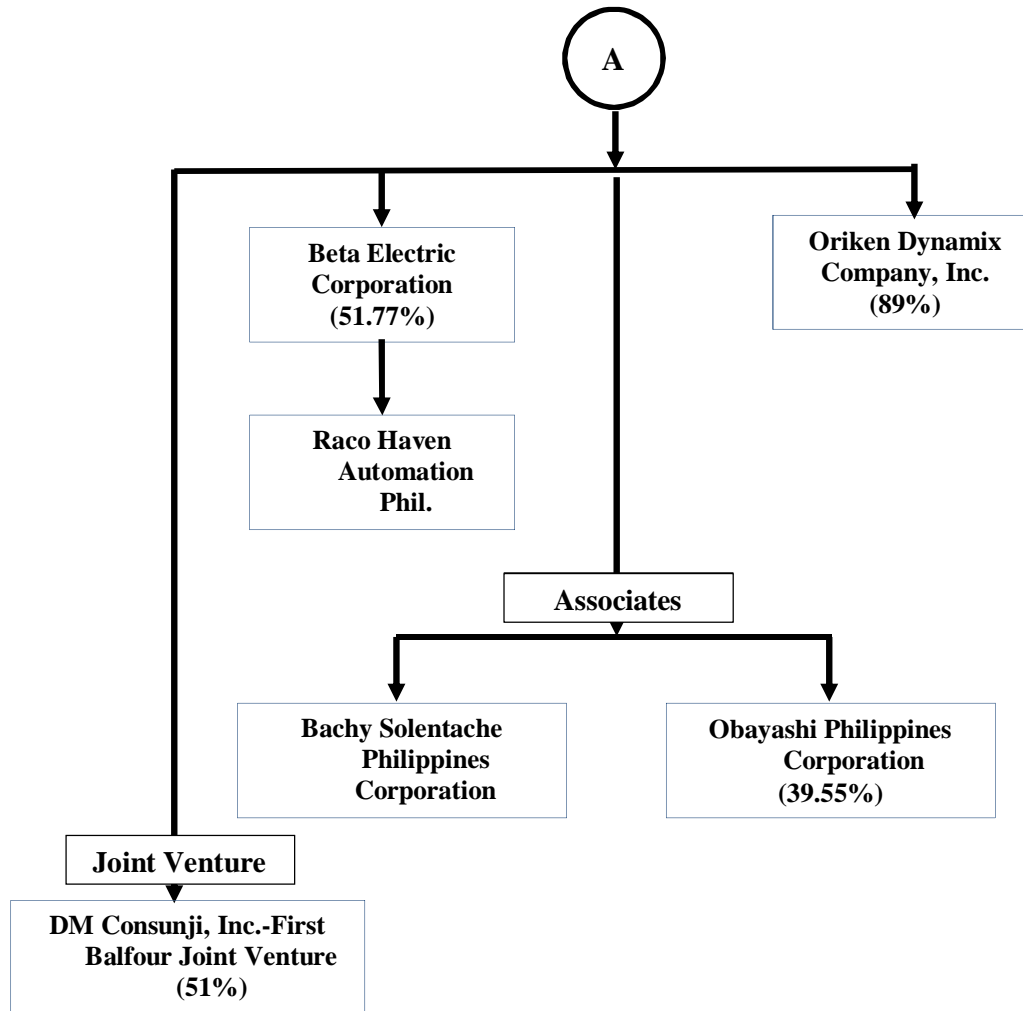 A
Beta Electric
Corporation
(51.77%)
Oriken Dynamix
Company, Inc.
(89%)
Raco Haven
Automation
Phil.
Associates
Bachy Solentache
Philippines
Corporation
Obayashi Philippines
Corporation
(39.55%)
Joint Venture
DM Consunji, Inc.-First
Balfour Joint Venture
(51%)